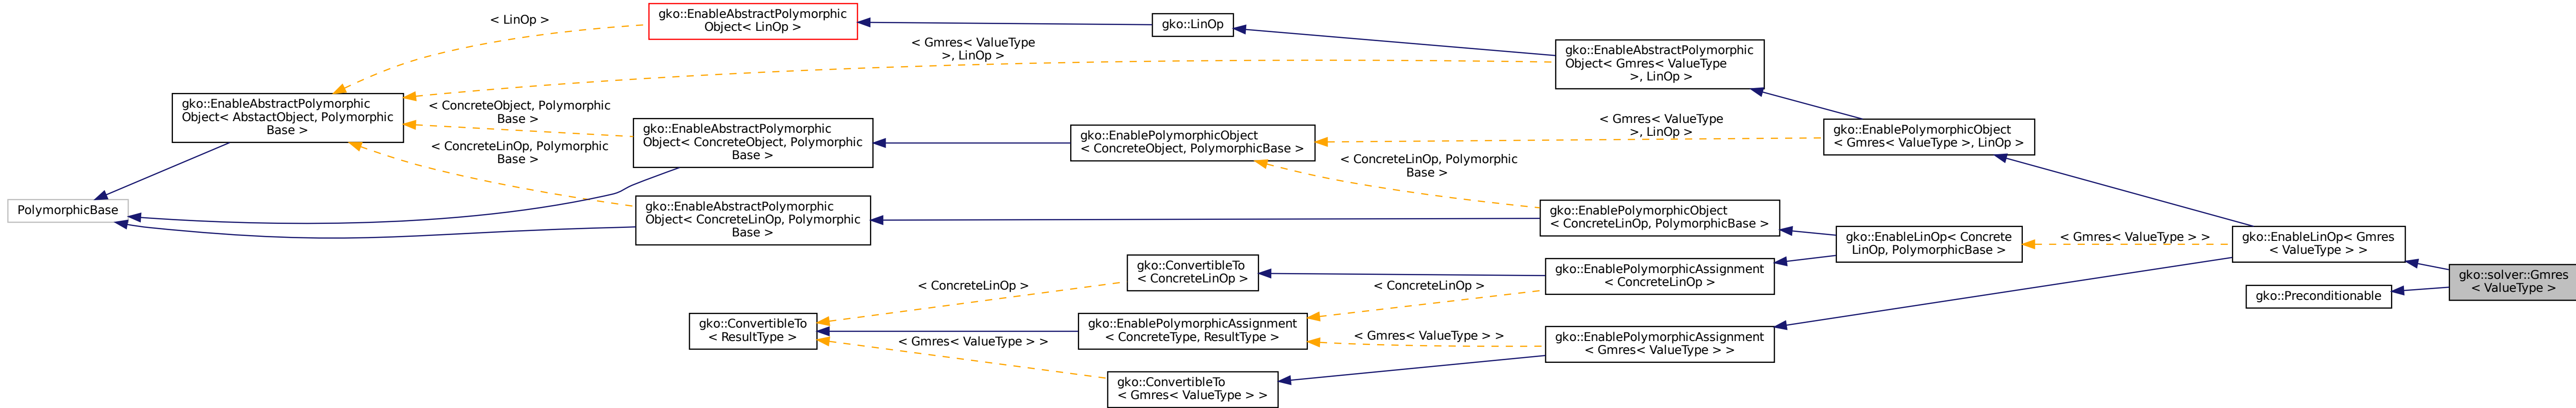 gko::EnableAbstractPolymorphic
Object< LinOp >
< LinOp >
gko::LinOp
< Gmres< ValueType
>, LinOp >
gko::EnableAbstractPolymorphic
Object< Gmres< ValueType
>, LinOp >
gko::EnableAbstractPolymorphic
Object< AbstactObject, Polymorphic
Base >
< ConcreteObject, Polymorphic
Base >
gko::EnableAbstractPolymorphic
Object< ConcreteObject, Polymorphic
Base >
gko::EnablePolymorphicObject
< ConcreteObject, PolymorphicBase >
< Gmres< ValueType
>, LinOp >
gko::EnablePolymorphicObject
< Gmres< ValueType >, LinOp >
< ConcreteLinOp, Polymorphic
Base >
< ConcreteLinOp, Polymorphic
Base >
PolymorphicBase
gko::EnableAbstractPolymorphic
Object< ConcreteLinOp, Polymorphic
Base >
gko::EnablePolymorphicObject
< ConcreteLinOp, PolymorphicBase >
gko::EnableLinOp< Concrete
LinOp, PolymorphicBase >
< Gmres< ValueType > >
gko::EnableLinOp< Gmres
< ValueType > >
gko::ConvertibleTo
< ConcreteLinOp >
gko::EnablePolymorphicAssignment
< ConcreteLinOp >
gko::solver::Gmres
< ValueType >
< ConcreteLinOp >
< ConcreteLinOp >
gko::Preconditionable
gko::ConvertibleTo
< ResultType >
gko::EnablePolymorphicAssignment
< ConcreteType, ResultType >
< Gmres< ValueType > >
< Gmres< ValueType > >
gko::EnablePolymorphicAssignment
< Gmres< ValueType > >
gko::ConvertibleTo
< Gmres< ValueType > >